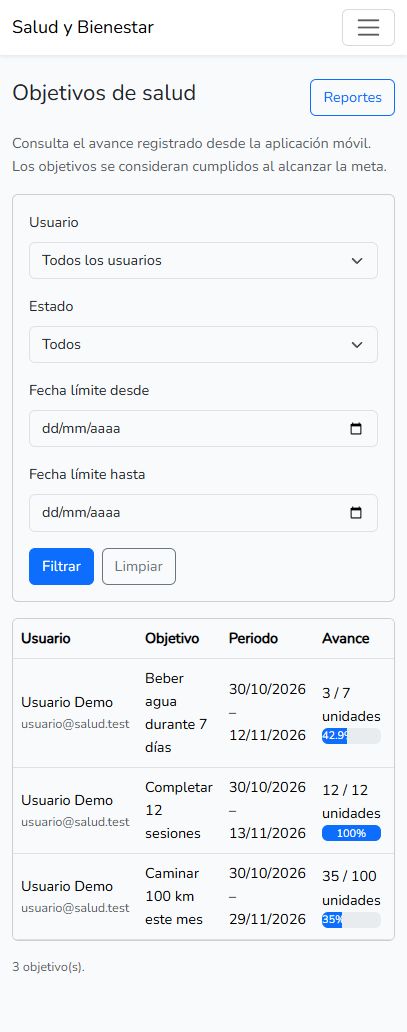 Salud y Bienestar
Objetivos de salud
Reportes
Consulta el avance registrado desde la aplicación móvil.
Los objetivos se consideran cumplidos al alcanzar la meta.
Usuario
Todos los usuarios
Estado
Todos
Fecha límite desde
dd/mm/aaaa
Fecha límite hasta
dd/mm/aaaa
Filtrar
Limpiar
Usuario Objetivo Periodo Avance
Usuario Demo
usuario@salud.test
Beber
agua
durante 7
días
30/10/2026
–
12/11/2026
3 / 7
unidades
42.9%
Usuario Demo
usuario@salud.test
Completar
12
sesiones
30/10/2026
–
13/11/2026
12 / 12
unidades
100%
Usuario Demo
usuario@salud.test
Caminar
100 km
este mes
30/10/2026
–
29/11/2026
35 / 100
unidades
35%
3 objetivo(s).